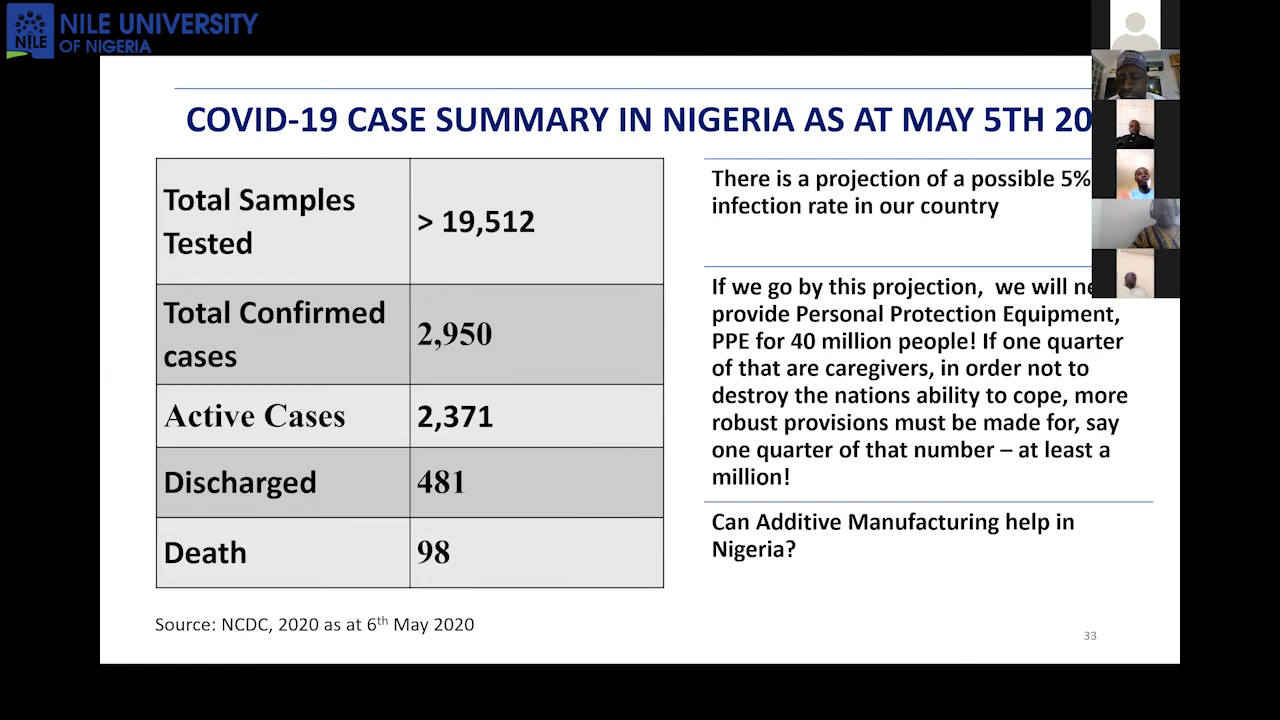 NILE UNIVERSITY
OF NIGERIA
NILE
COVID-19 CASE SUMMARY IN NIGERIA AS AT MAY 5TH 20
Total Samples
Tested
> 19,512
Total Confirmed
cases
2,950
Active Cases
2,371
Discharged
481
Death
98
Source: NCDC, 2020 as at 6th May 2020
There is a projection of a possible 5%
infection rate in our country
If we go by this projection, we will
provide Personal Protection Equipment,
PPE for 40 million people! If one quarter
of that are caregivers, in order not to
destroy the nations ability to cope, more
robust provisions must be made for, say
one quarter of that number – at least a
million!
Can Additive Manufacturing help in
Nigeria?
33